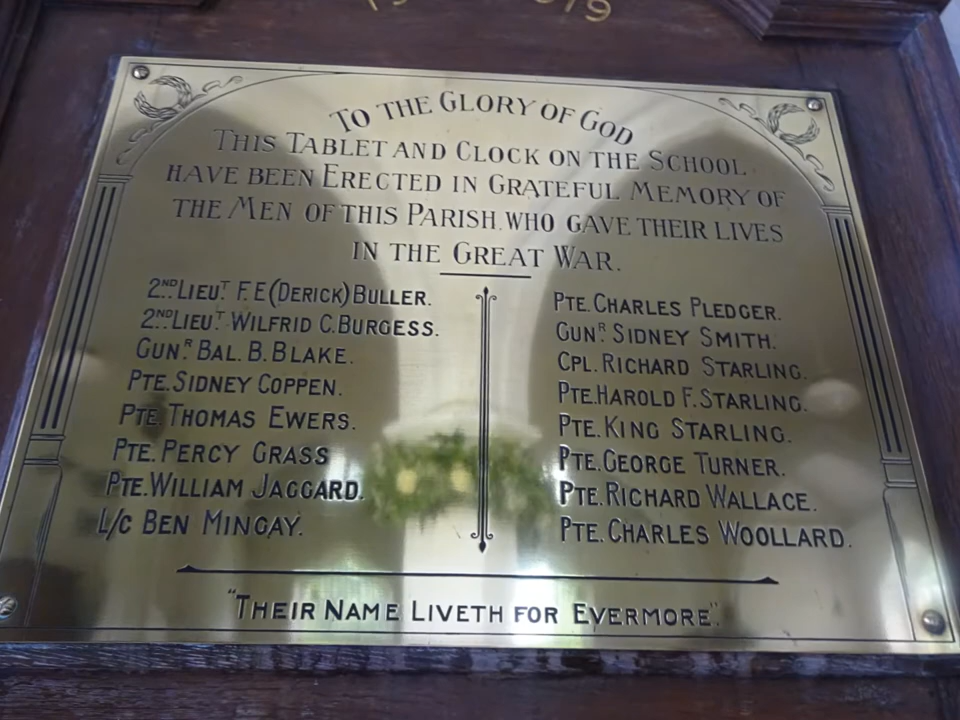 To the Glory of God
This Tablet and Clock on the School
have been Erected in Grateful Memory of
the Men of this Parish who gave their lives
in the Great War.
2ND Lieut. F.E (Derick) Buller.
2ND Lieut. Wilfrid C. Burgess.
Gunr. Bal. B. Blake.
Pte. Sidney Coppen.
Pte. Thomas Ewers.
Pte. Percy Grass
Pte. William Jaggard.
L/c Ben Mingay.
Pte. Charles Pledger.
Gunr Sidney Smith.
Cpl. Richard Starling.
Pte. Harold F. Starling.
Pte. King Starling.
Pte. George Turner.
Pte. Richard Wallace.
Pte. Charles Woollard.
"Their Name Liveth for Evermore".